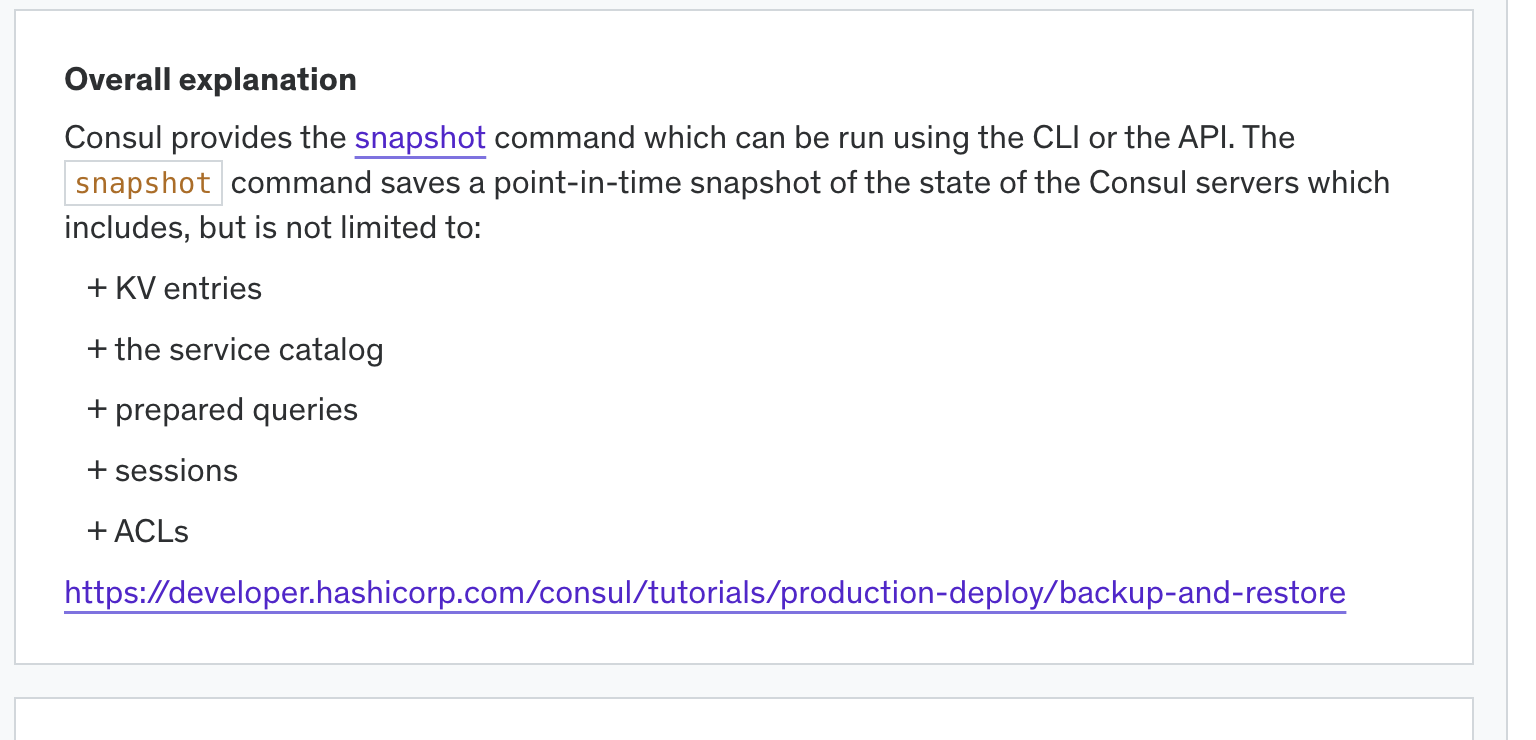 Overall explanation
Consul provides the snapshot command which can be run using the CLI or the API. The
snapshot command saves a point-in-time snapshot of the state of the Consul servers which
includes, but is not limited to:
+ KV entries
+ the service catalog
+ prepared queries
+ sessions
+ ACLs
https://developer.hashicorp.com/consul/tutorials/production-deploy/backup-and-restore